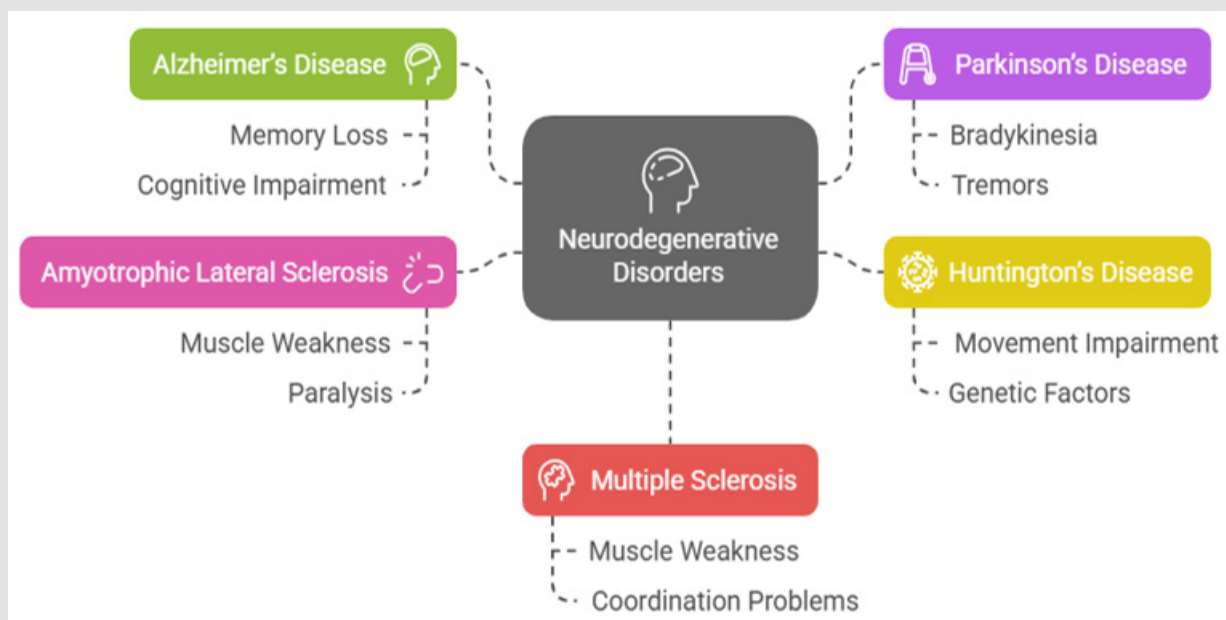 Alzheimer's Disease
Memory Loss
Cognitive Impairment
Amyotrophic Lateral Sclerosis
Muscle Weakness
Paralysis
Neurodegenerative
Disorders
Parkinson's Disease
Bradykinesia
Tremors
Huntington's Disease
Movement Impairment
Genetic Factors
Multiple Sclerosis
Muscle Weakness
Coordination Problems